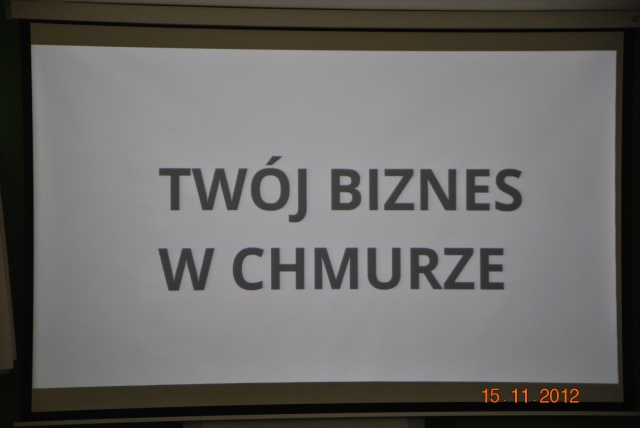 TWÓJ BIZNES
W CHMURZE
15.11.2012